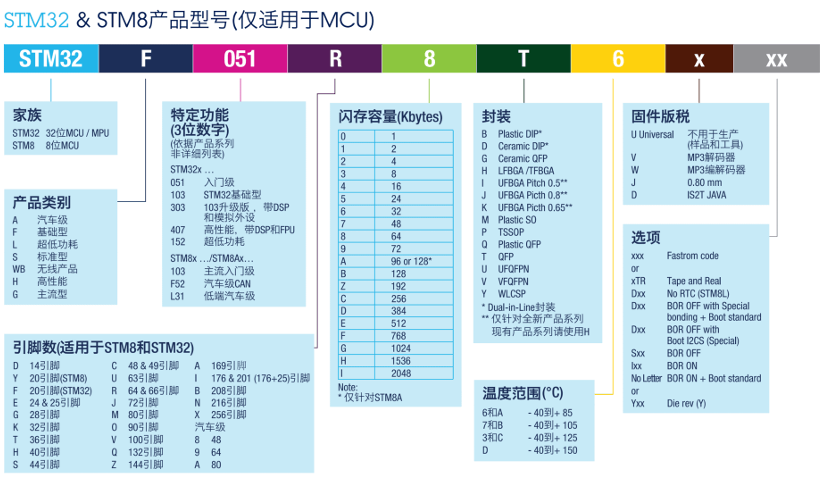 STM32 & STM8产品型号(仅适用于MCU)
STM32 F 051 R 8 T 6 x xx
家族
STM32 32位MCU / MPU
STM8 8位MCU
产品类别
A 汽车级
F 基础型
L 超低功耗
S 标准型
WB 无线产品
H 高性能
G 主流型
特定功能
(3位数字)
(依据产品系列
非详细列表)
STM32x ...
051 入门级
103 STM32基础型
303 103升级版 ，带DSP
和模拟外设
407 高性能，带DSP和FPU
152 超低功耗
STM8x .../STM8Ax...
103 主流入门级
F52 汽车级CAN
L31 低端汽车级
引脚数(适用于STM8和STM32)
D 14引脚 C 48 & 49引脚 A 169引脚
Y 20引脚(STM8) U 63引脚 I 176 & 201 (176+25)引脚
F 20引脚(STM32) R 64 & 66引脚 B 208引脚
E 24 & 25引脚 J 72引脚 N 216引脚
G 28引脚 M 80引脚 X 256引脚
K 32引脚 O 90引脚 汽车级
T 36引脚 V 100引脚 8 48
H 40引脚 Q 132引脚 9 64
S 44引脚 Z 144引脚 A 80
闪存容量(Kbytes)
0 1
1 2
2 4
3 8
4 16
5 24
6 32
7 48
8 64
9 72
A 96 or 128*
B 128
Z 192
C 256
D 384
E 512
F 768
G 1024
H 1536
I 2048
Note:
* 仅针对STM8A
封装
B Plastic DIP*
D Ceramic DIP*
G Ceramic QFP
H LFBGA /TFBGA
I UFBGA Pitch 0.5**
J UFBGA Picth 0.8**
K UFBGA Picth 0.65**
M Plastic SO
P TSSOP
Q Plastic QFP
T QFP
U UFQFPN
V VFQFPN
Y WLCSP
* Dual-in-Line封装
** 仅针对全新产品系列
现有产品系列请使用H
温度范围(°C)
6和A - 40到+ 85
7和B - 40到+ 105
3和C - 40到+ 125
D - 40到+ 150
固件版税
U Universal 不用于生产
(样品和工具)
V MP3解码器
W MP3编解码器
J 0.80 mm
D IS2T JAVA
选项
xxx Fastrom code
or
xTR Tape and Real
Dxx No RTC (STM8L)
Dxx BOR OFF with Special
bonding + Boot standard
Dxx BOR OFF with
Boot I2CS (Special)
Sxx BOR OFF
Ixx BOR ON
No Letter BOR ON + Boot standard
or
Yxx Die rev (Y)